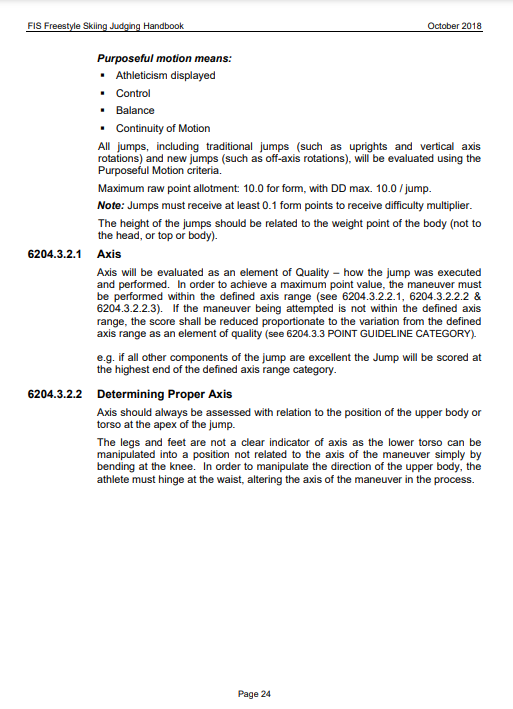 FIS Freestyle Skiing Judging Handbook October 2018
Purposeful motion means:
▪ Athleticism displayed
▪ Control
▪ Balance
▪ Continuity of Motion
All jumps, including traditional jumps (such as uprights and vertical axis
rotations) and new jumps (such as off-axis rotations), will be evaluated using the
Purposeful Motion criteria.
Maximum raw point allotment: 10.0 for form, with DD max. 10.0 / jump.
Note: Jumps must receive at least 0.1 form points to receive difficulty multiplier.
The height of the jumps should be related to the weight point of the body (not to
the head, or top or body).
6204.3.2.1 Axis
Axis will be evaluated as an element of Quality – how the jump was executed
and performed. In order to achieve a maximum point value, the maneuver must
be performed within the defined axis range (see 6204.3.2.2.1, 6204.3.2.2.2 &
6204.3.2.2.3). If the maneuver being attempted is not within the defined axis
range, the score shall be reduced proportionate to the variation from the defined
axis range as an element of quality (see 6204.3.3 POINT GUIDELINE CATEGORY).
e.g. if all other components of the jump are excellent the Jump will be scored at
the highest end of the defined axis range category.
6204.3.2.2 Determining Proper Axis
Axis should always be assessed with relation to the position of the upper body or
torso at the apex of the jump.
The legs and feet are not a clear indicator of axis as the lower torso can be
manipulated into a position not related to the axis of the maneuver simply by
bending at the knee. In order to manipulate the direction of the upper body, the
athlete must hinge at the waist, altering the axis of the maneuver in the process.
Page 24